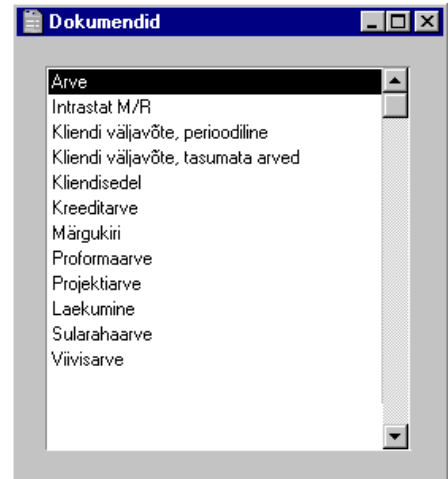 Dokumendid
Arve
Intrastat M/R
Kliendi väljavõte, perioodiline
Kliendi väljavõte, tasumata arved
Kliendisedel
Kreeditarve
Märgukiri
Proformaarve
Projektiarve
Laekumine
Sularahaarve
Viivisarve